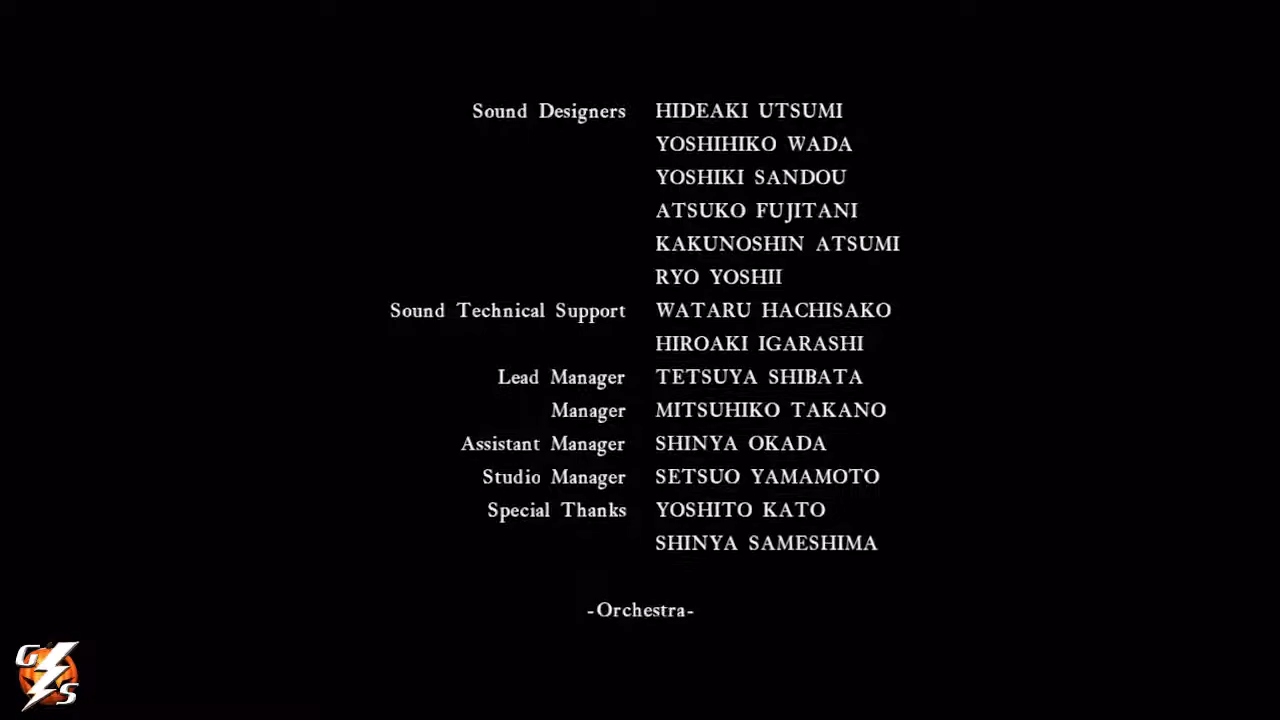 Sound Designers HIDEAKI UTSUMI
YOSHIHIKO WADA
YOSHIKI SANDOU
ATSUKO FUJITANI
KAKUNOSHIN ATSUMI
RYO YOSHII
Sound Technical Support WATARU HACHISAKO
HIROAKI IGARASHI
Lead Manager TETSUYA SHIBATA
Manager MITSUHIKO TAKANO
Assistant Manager SHINYA OKADA
Studio Manager SETSUO YAMAMOTO
Special Thanks YOSHITO KATO
SHINYA SAMESHIMA
-Orchestra-
G S